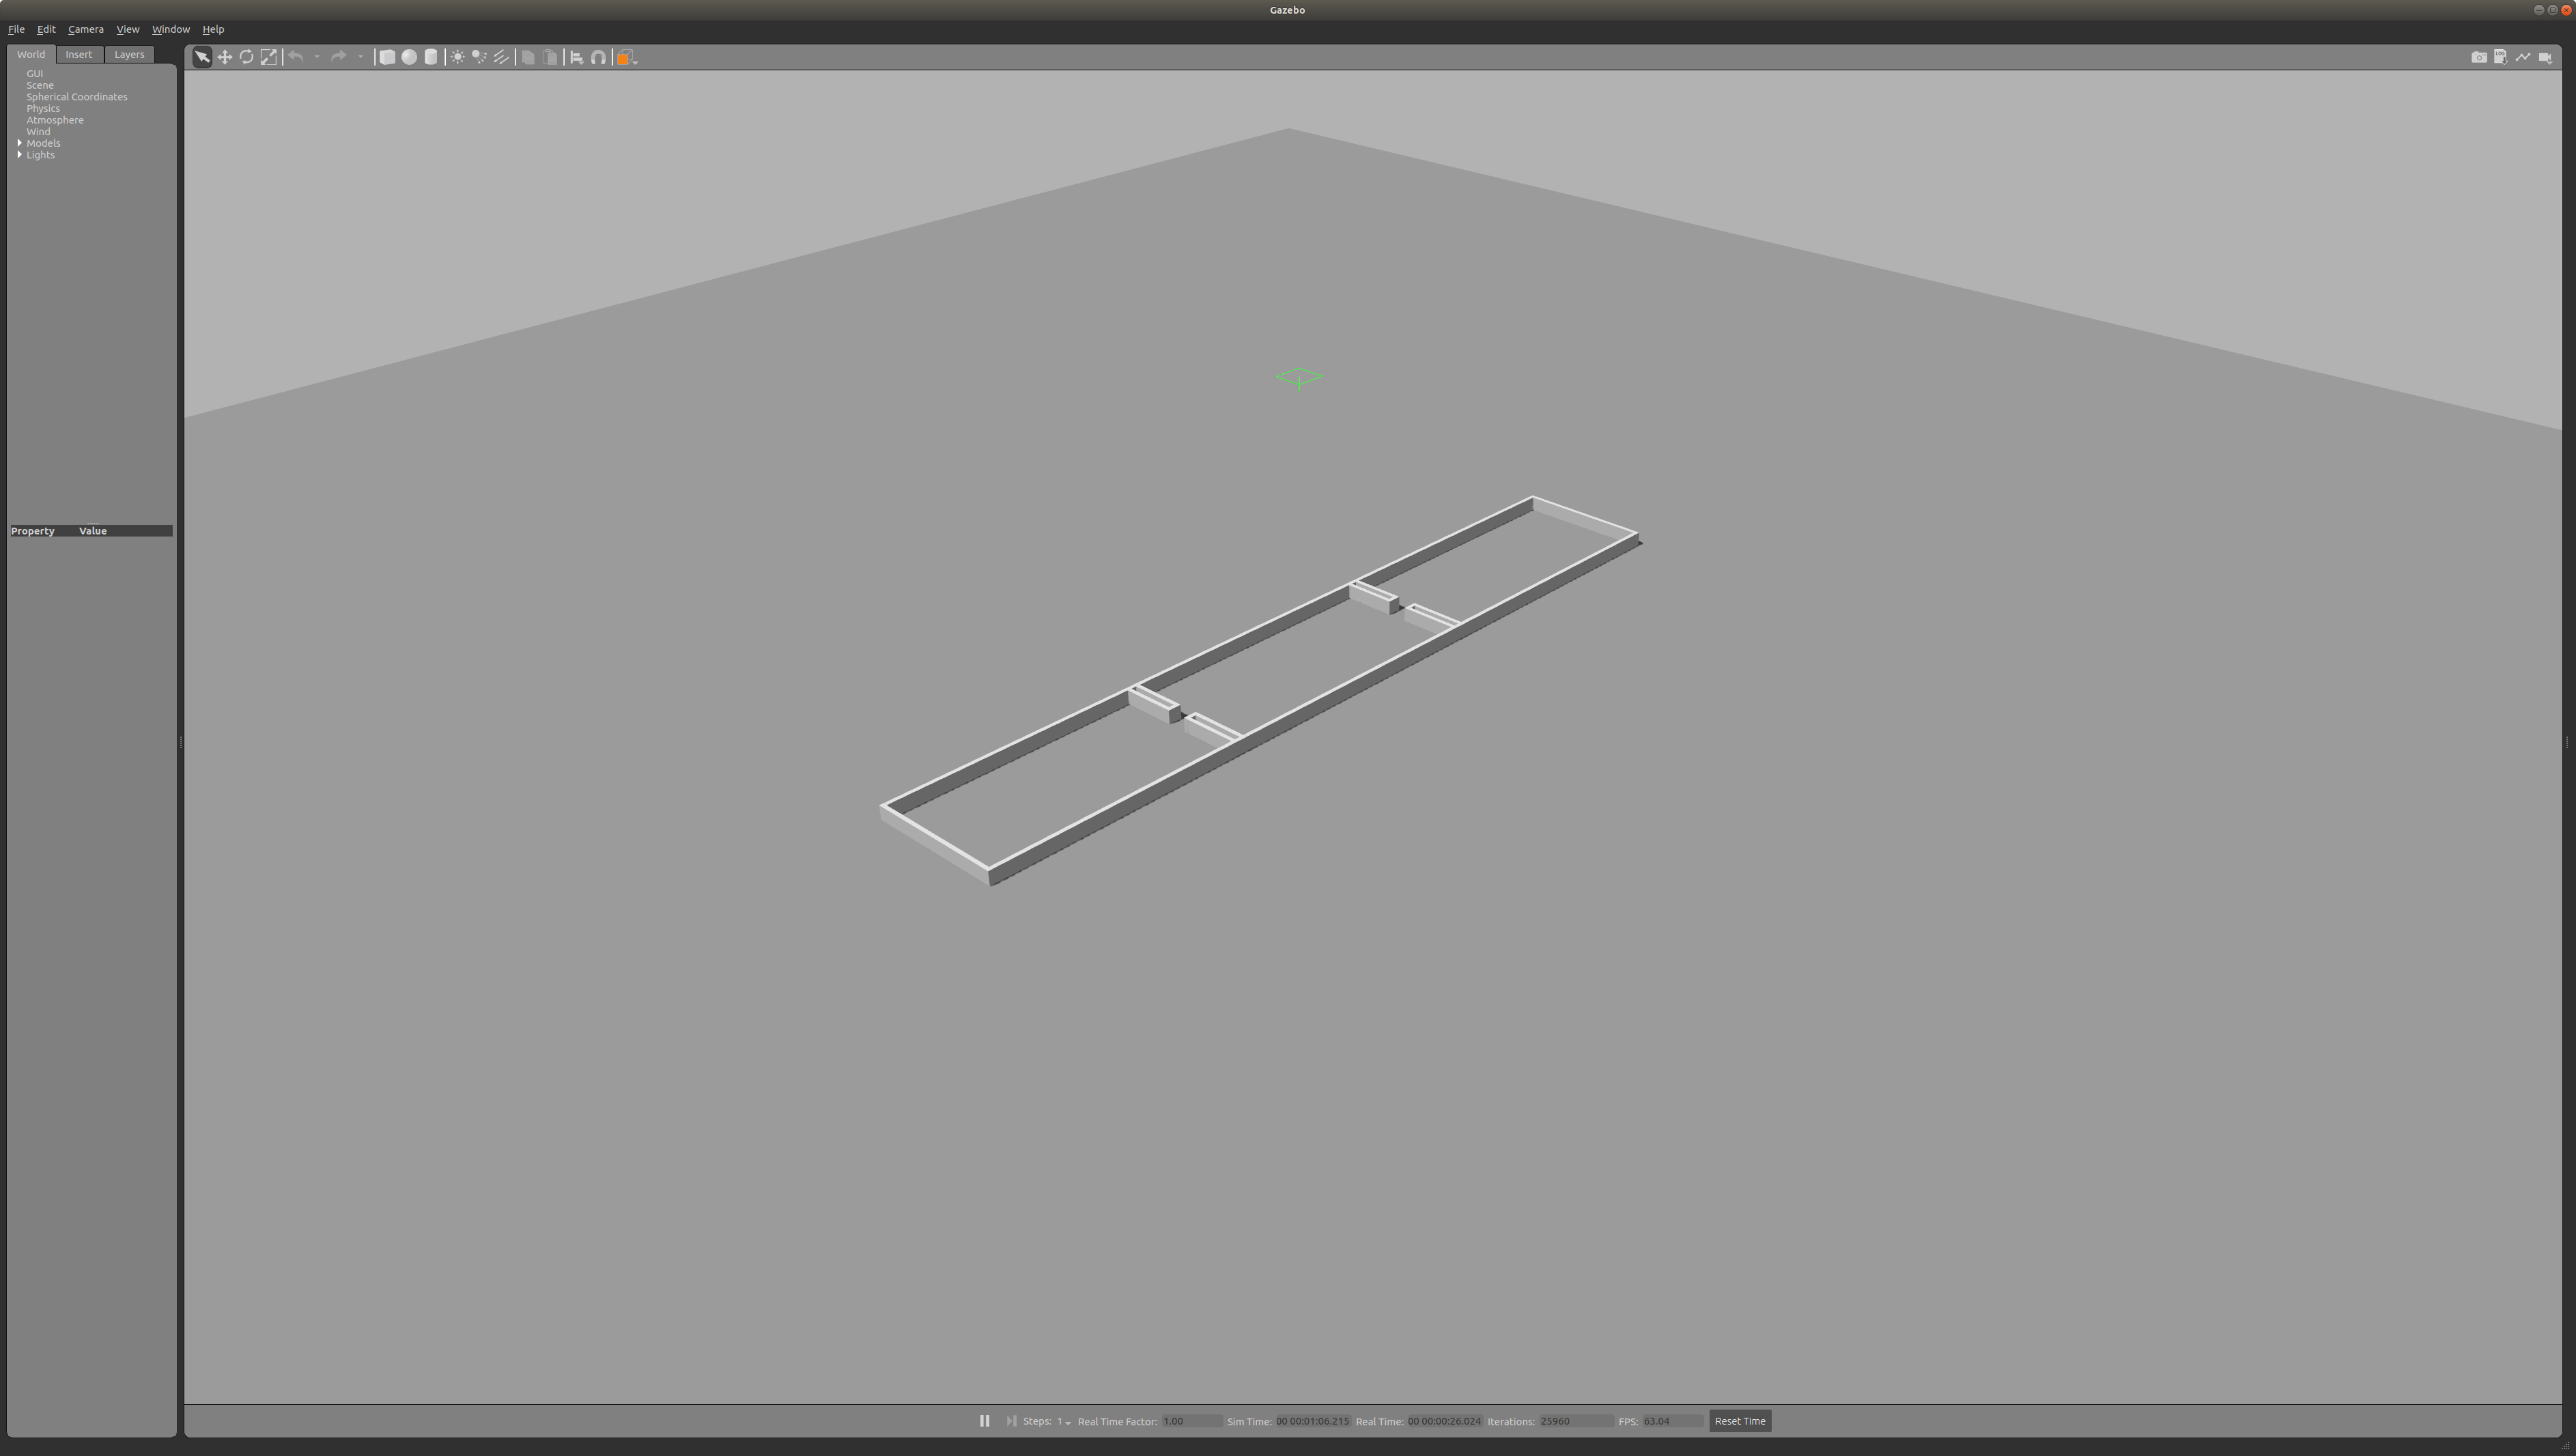 Gazebo
File Edit Camera View Window Help
World Insert Layers
GUI
Scene
Spherical Coordinates
Physics
Atmosphere
Wind
Models
Lights
Property Value
LOG
Steps: 1 Real Time Factor: 1.00 Sim Time: 00 00:01:06.215 Real Time: 00 00:00:26.024 Iterations: 25960 FPS: 63.04 Reset Time